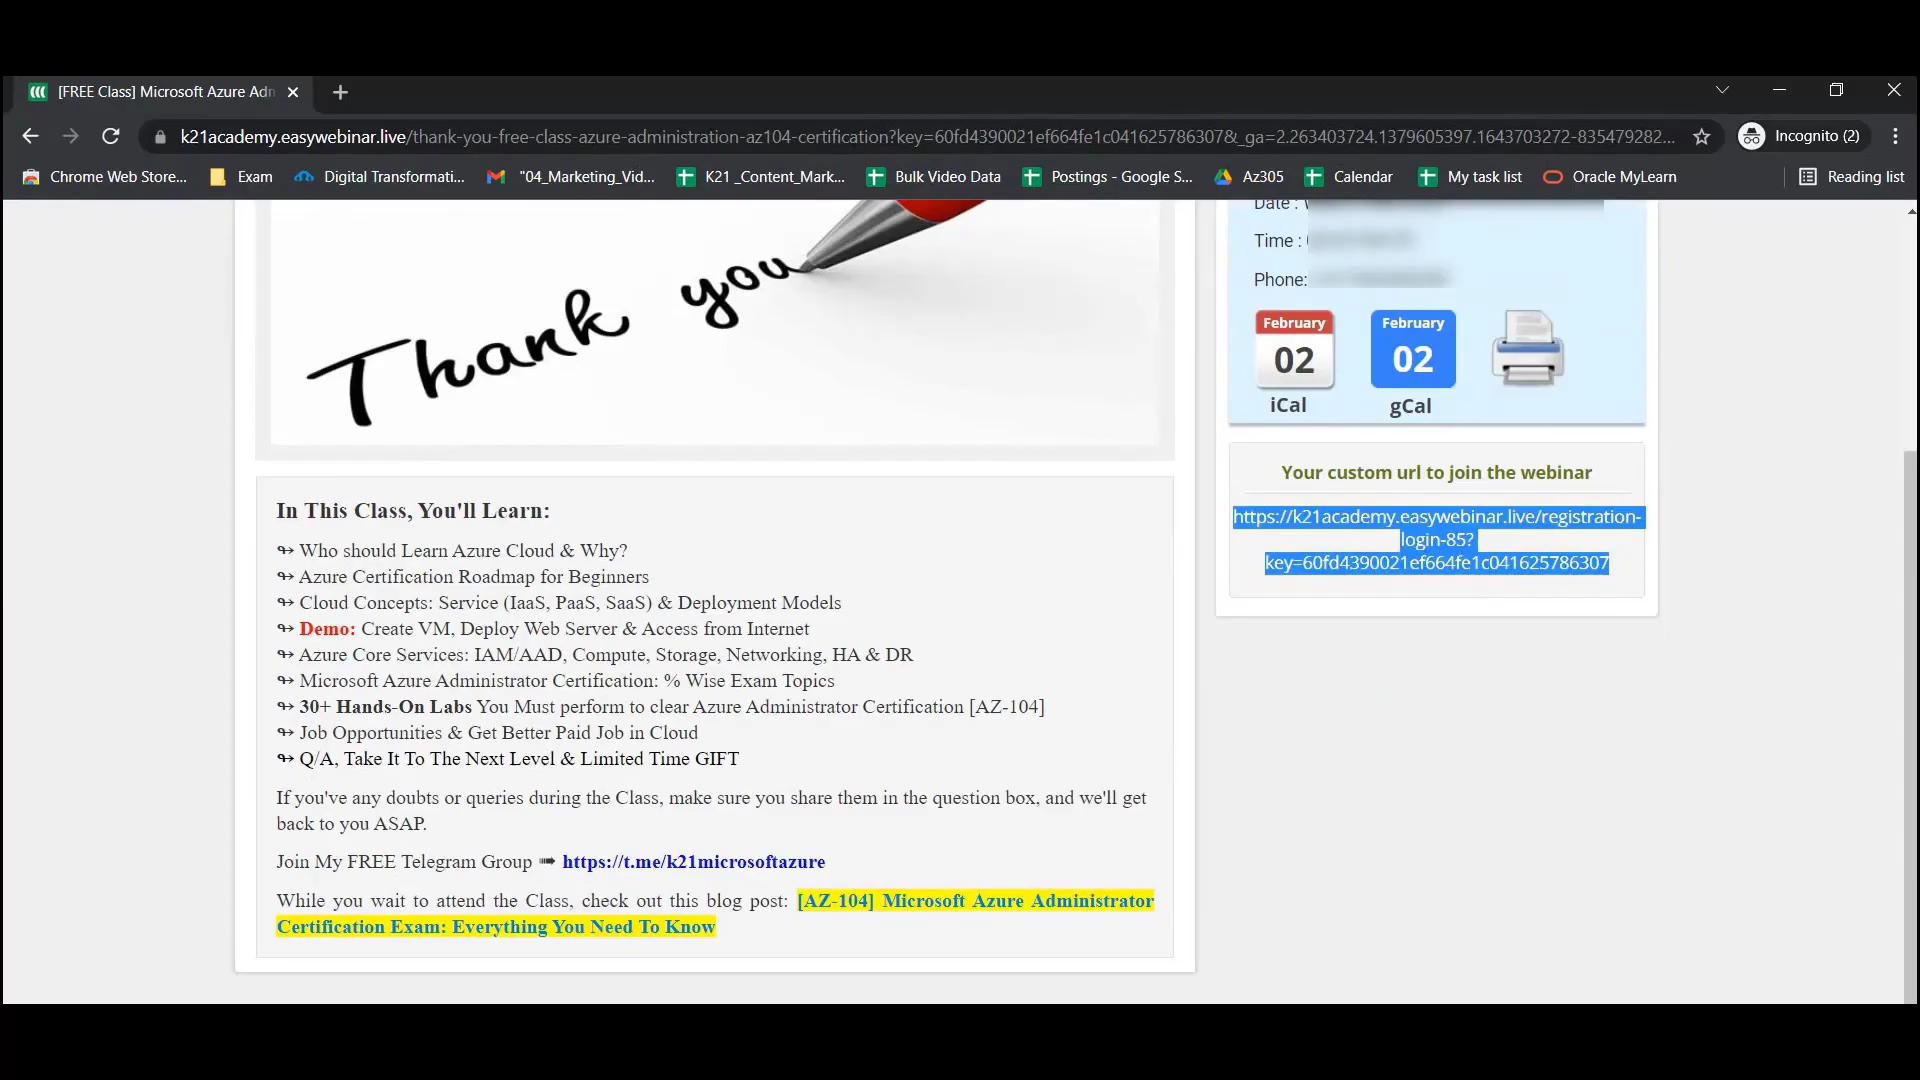 [FREE Class] Microsoft Azure Adn
k21academy.easywebinar.live/thank-you-free-class-azure-administration-az104-certification?key=60fd4390021ef664fe1c041625786307&_ga=2.263403724.1379605397.1643703272-835479282...
Incognito (2)
Chrome Web Store...
Exam
Digital Transformati...
"04_Marketing_Vid...
K21 _Content_Mark...
Bulk Video Data
Postings - Google S...
Az305
Calendar
My task list
Oracle MyLearn
Reading list
Thank you
In This Class, You'll Learn:
↬ Who should Learn Azure Cloud & Why?
↬ Azure Certification Roadmap for Beginners
↬ Cloud Concepts: Service (IaaS, PaaS, SaaS) & Deployment Models
↬ Demo: Create VM, Deploy Web Server & Access from Internet
↬ Azure Core Services: IAM/AAD, Compute, Storage, Networking, HA & DR
↬ Microsoft Azure Administrator Certification: % Wise Exam Topics
↬ 30+ Hands-On Labs You Must perform to clear Azure Administrator Certification [AZ-104]
↬ Job Opportunities & Get Better Paid Job in Cloud
↬ Q/A, Take It To The Next Level & Limited Time GIFT
If you've any doubts or queries during the Class, make sure you share them in the question box, and we'll get
back to you ASAP.
Join My FREE Telegram Group ➠ https://t.me/k21microsoftazure
While you wait to attend the Class, check out this blog post: [AZ-104] Microsoft Azure Administrator
Certification Exam: Everything You Need To Know
Date :
Time :
Phone:
February
02
iCal
February
02
gCal
Your custom url to join the webinar
https://k21academy.easywebinar.live/registration-
login-85?
key=60fd4390021ef664fe1c041625786307